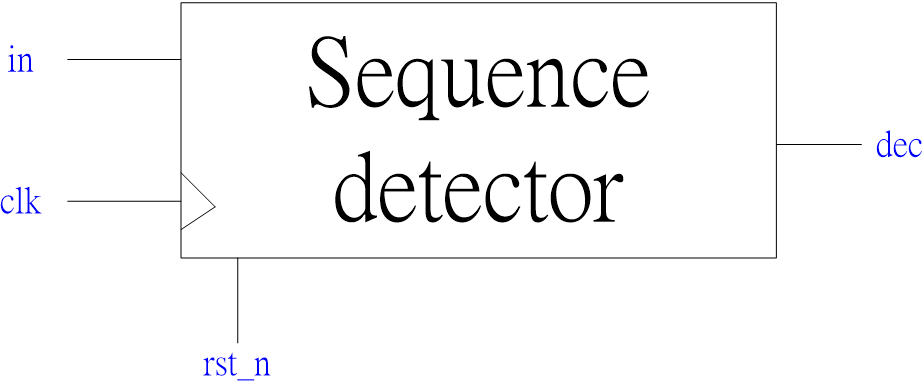 in
Sequence
detector
dec
clk
rst_n